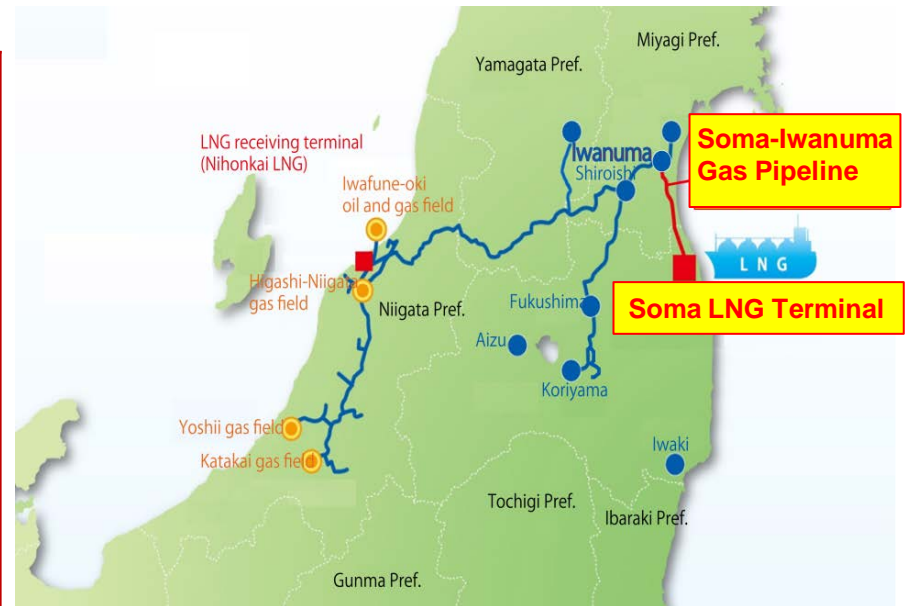 Miyagi Pref.
Yamagata Pref.
LNG receiving terminal
(Nihonkai LNG)
Soma-Iwanuma
Gas Pipeline
Iwanuma
Shiroishi
Iwafune-oki
oil and gas field
LNG
Higashi-Niigata
gas field
Niigata Pref.
Fukushima
Soma LNG Terminal
Aizu
Koriyama
Yoshii gas field
Katakai gas field
Iwaki
Tochigi Pref.
Ibaraki Pref.
Gunma Pref.